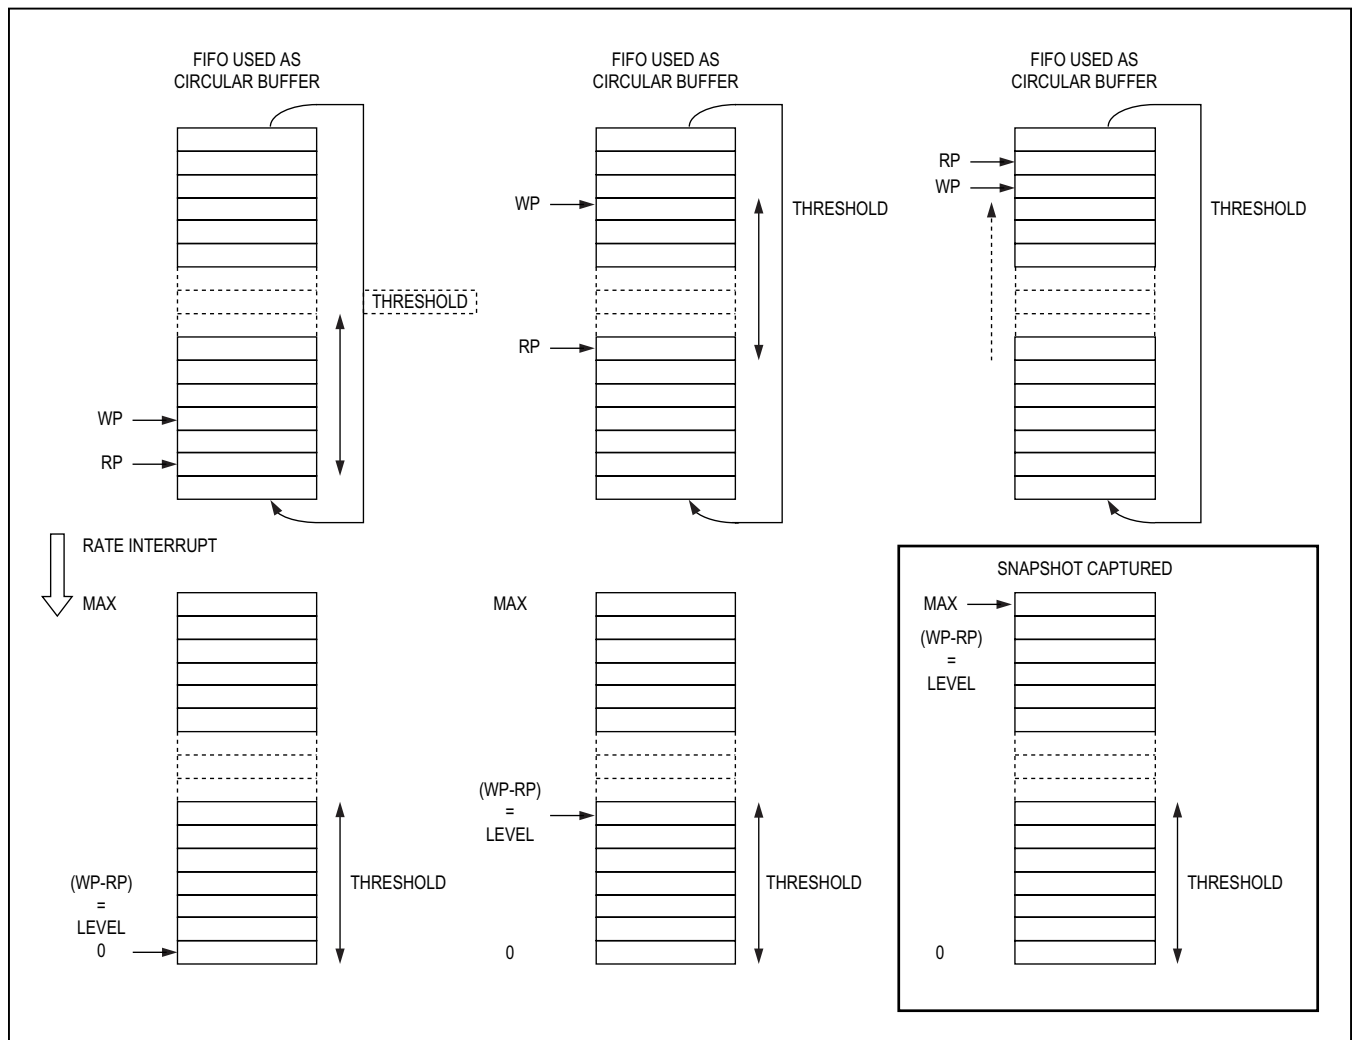 FIFO USED AS
CIRCULAR BUFFER
THRESHOLD
WP
RP
FIFO USED AS
CIRCULAR BUFFER
WP
THRESHOLD
RP
FIFO USED AS
CIRCULAR BUFFER
RP
WP
THRESHOLD
RATE INTERRUPT
MAX
(WP-RP)
=
LEVEL
0
THRESHOLD
MAX
(WP-RP)
=
LEVEL
0
THRESHOLD
SNAPSHOT CAPTURED
MAX
(WP-RP)
=
LEVEL
0
THRESHOLD